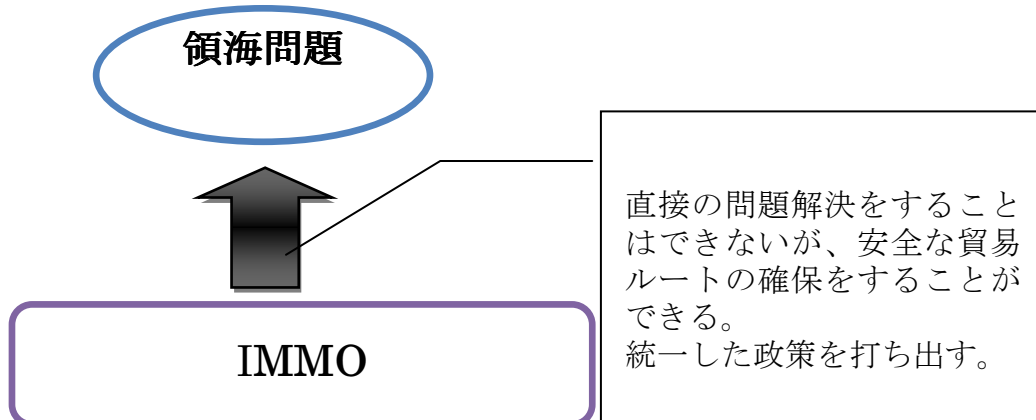 領海問題
直接の問題解決をすること
はできないが、安全な貿易
ルートの確保をすることが
できる。
統一した政策を打ち出す。
IMMO